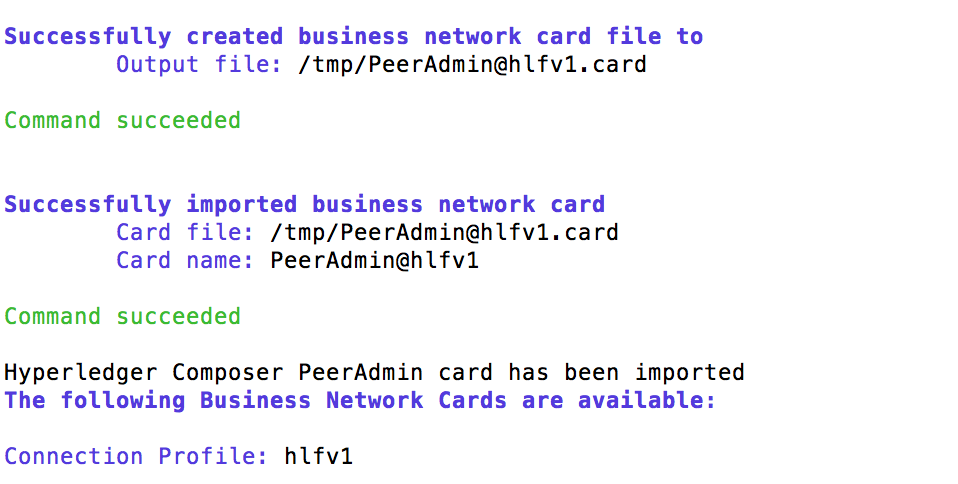 Successfully created business network card file to
Output file: /tmp/PeerAdmin@hlfv1.card
Command succeeded
Successfully imported business network card
Card file: /tmp/PeerAdmin@hlfv1.card
Card name: PeerAdmin@hlfv1
Command succeeded
Hyperledger Composer PeerAdmin card has been imported
The following Business Network Cards are available:
Connection Profile: hlfv1